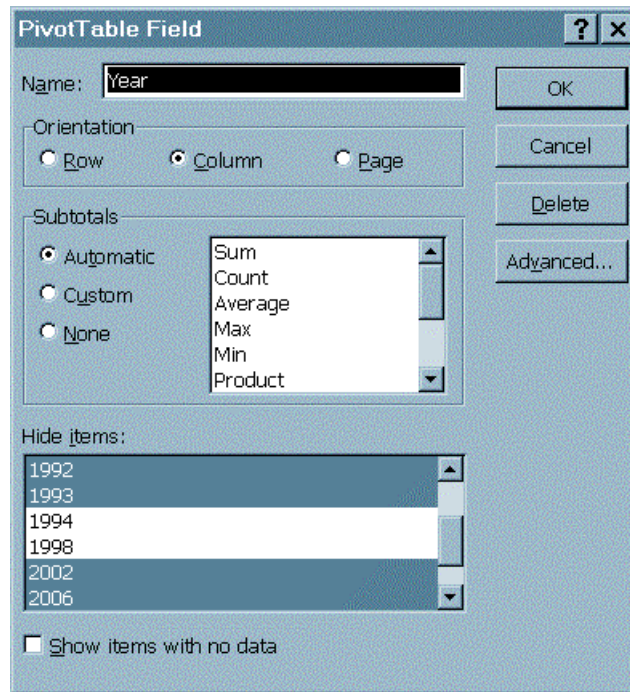 PivotTable Field
? ×
Name: Year
OK
Orientation
Row Column Page
Cancel
Delete
Advanced...
Subtotals
Automatic
Custom
None
Sum
Count
Average
Max
Min
Product
Hide items:
1992
1993
1994
1998
2002
2006
Show items with no data